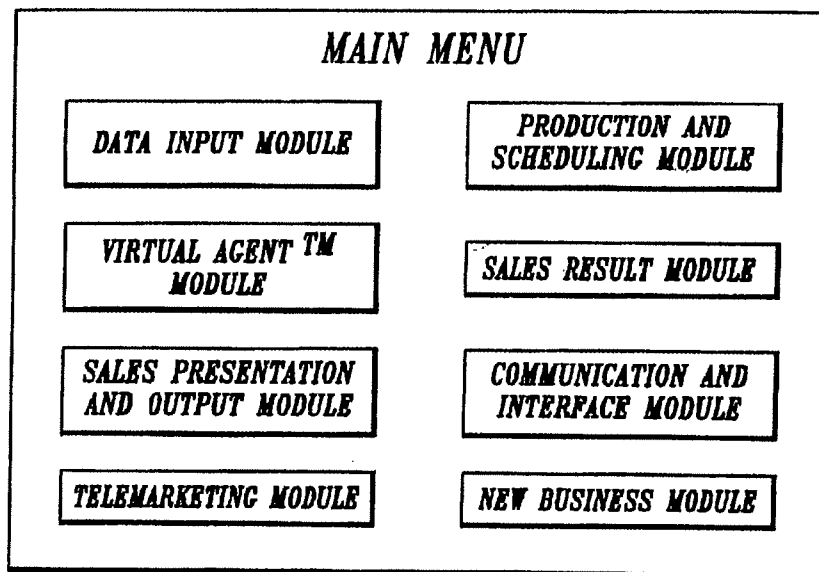 MAIN MENU
DATA INPUT MODULE
PRODUCTION AND
SCHEDULING MODULE
VIRTUAL AGENT TM
MODULE
SALES RESULT MODULE
SALES PRESENTATION
AND OUTPUT MODULE
COMMUNICATION AND
INTERFACE MODULE
TELEMARKETING MODULE
NEW BUSINESS MODULE